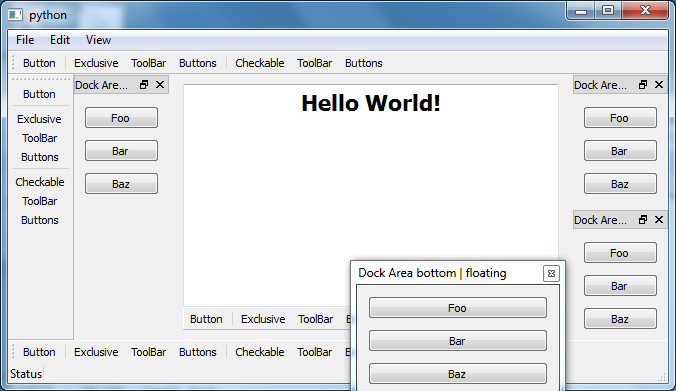 python
File Edit View
Button Exclusive ToolBar Buttons Checkable ToolBar Buttons
Button
Exclusive
ToolBar
Buttons
Checkable
ToolBar
Buttons
Dock Are...
Foo
Bar
Baz
Hello World!
Dock Are...
Foo
Bar
Baz
Dock Are...
Foo
Bar
Baz
Button Exclusive ToolBar
Dock Area bottom | floating
Foo
Bar
Baz
Button Exclusive ToolBar Buttons Checkable ToolBar
Status